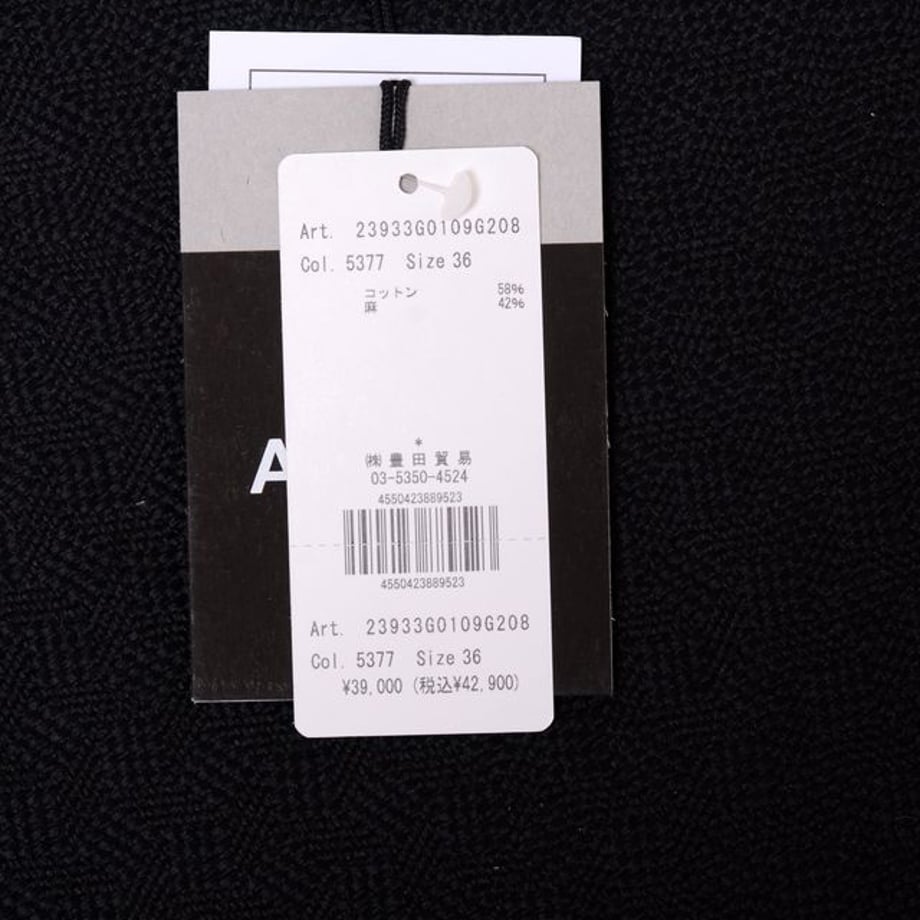 Art. 23933G0109G208
Col. 5377 Size 36
コットン 58%
麻 42%
A
*
㈱ 豊 田 貿 易
03-5350-4524
4550423889523
4550423889523
Art. 23933G0109G208
Col. 5377 Size 36
¥39,000 (税込¥42,900)